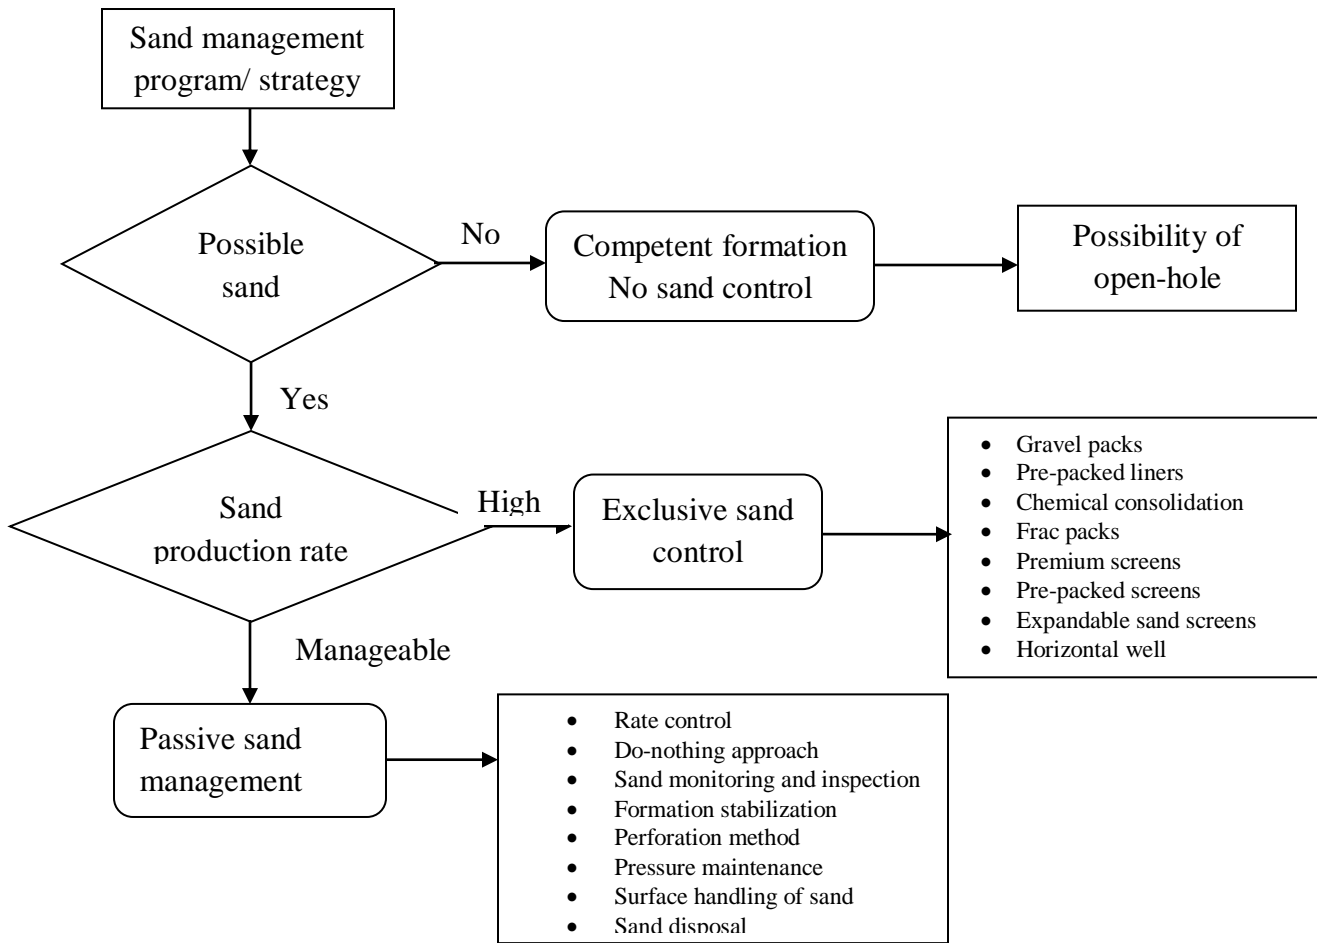 Sand management
program/ strategy
Possible
sand
No
Competent formation
No sand control
Possibility of
open-hole
Yes
Sand
production rate
High
Exclusive sand
control
• Gravel packs
• Pre-packed liners
• Chemical consolidation
• Frac packs
• Premium screens
• Pre-packed screens
• Expandable sand screens
• Horizontal well
Manageable
Passive sand
management
• Rate control
• Do-nothing approach
• Sand monitoring and inspection
• Formation stabilization
• Perforation method
• Pressure maintenance
• Surface handling of sand
• Sand disposal